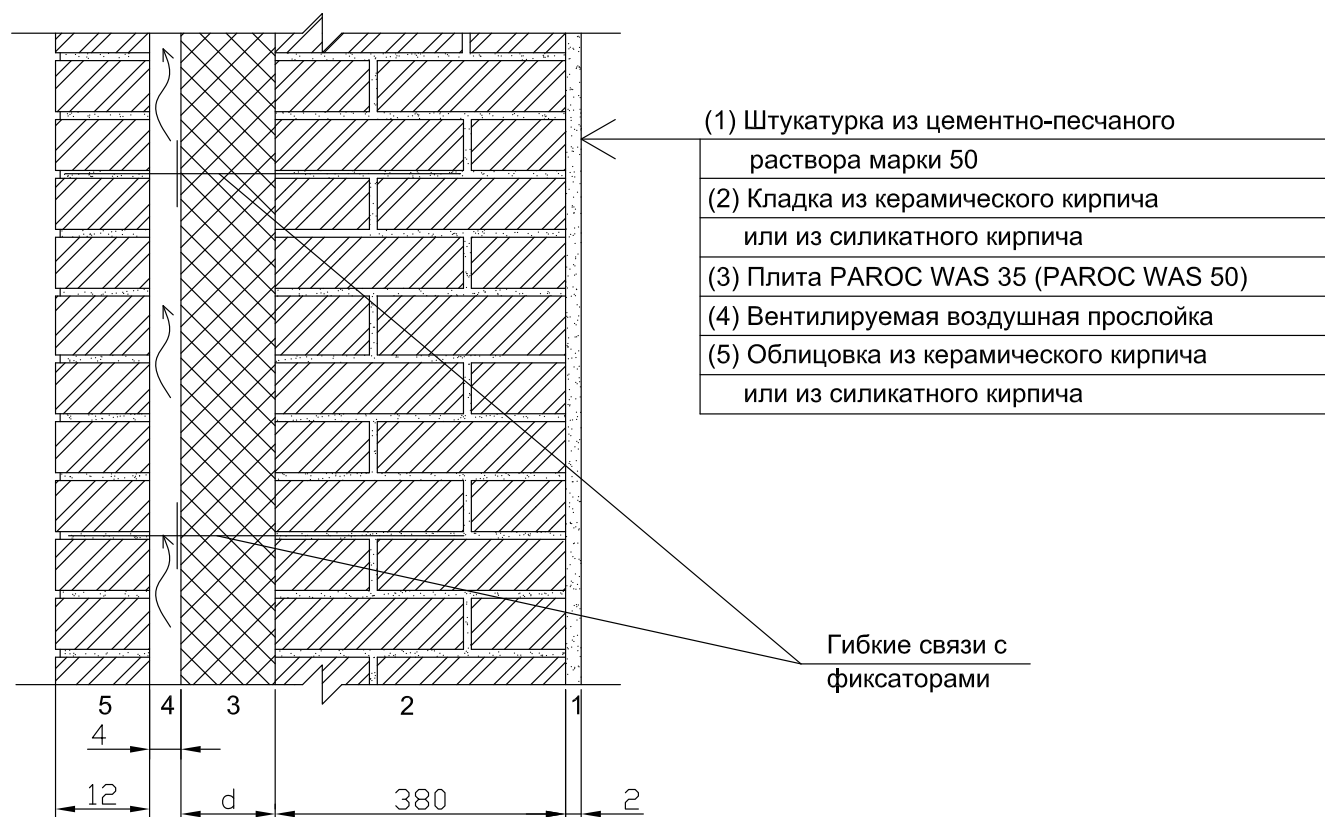 (1) Штукатурка из цементно-песчаного
раствора марки 50
(2) Кладка из керамического кирпича
или из силикатного кирпича
(3) Плита PAROC WAS 35 (PAROC WAS 50)
(4) Вентилируемая воздушная прослойка
(5) Облицовка из керамического кирпича
или из силикатного кирпича
Гибкие связи с
фиксаторами
5 4 3 2 1
4
12 d 380 2